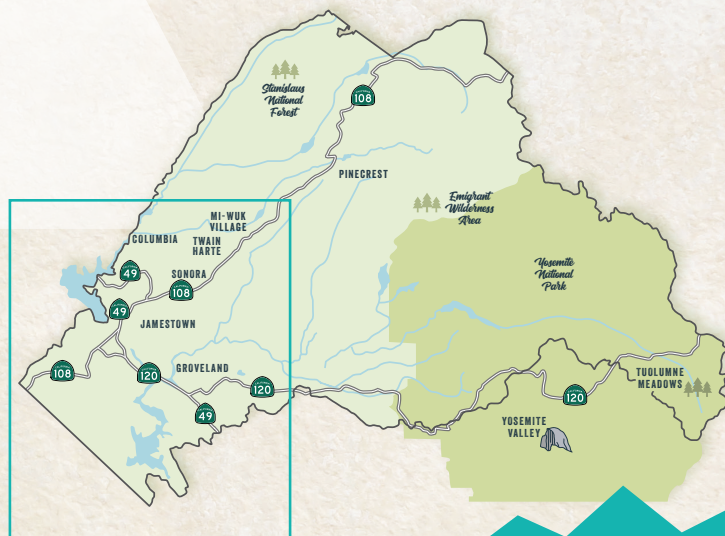 Stanislaus
National
Forest
108
PINECREST
Emigrant
Wilderness
Area
MI-WUK
VILLAGE
COLUMBIA
TWAIN
HARTE
49
SONORA
108
Yosemite
National
Park
49
JAMESTOWN
108
120
GROVELAND
120
49
TUOLUMNE
MEADOWS
120
YOSEMITE
VALLEY